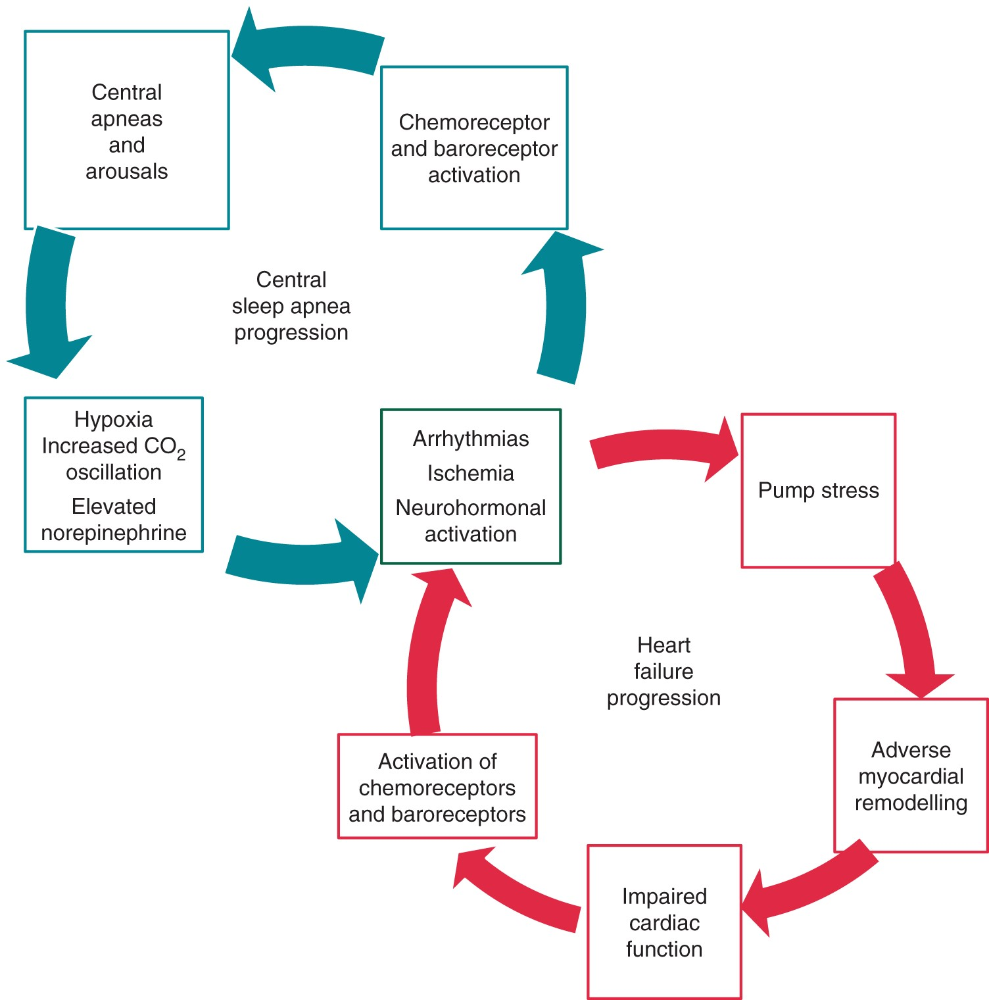 Central
apneas
and
arousals
Chemoreceptor
and baroreceptor
activation
Central
sleep apnea
progression
Hypoxia
Increased CO₂
oscillation
Elevated
norepinephrine
Arrhythmias
Ischemia
Neurohormonal
activation
Pump stress
Heart
failure
progression
Activation of
chemoreceptors
and baroreceptors
Adverse
myocardial
remodelling
Impaired
cardiac
function